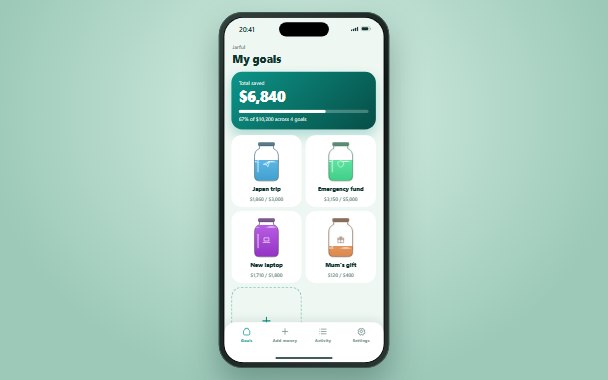 20:41
Jarful
My goals
Total saved
$6,840
67% of $10,200 across 4 goals
Japan trip
$1,860 / $3,000
Emergency fund
$3,150 / $5,000
New laptop
$1,710 / $1,800
Mum's gift
$120 / $400
Goals
Add money
Activity
Settings